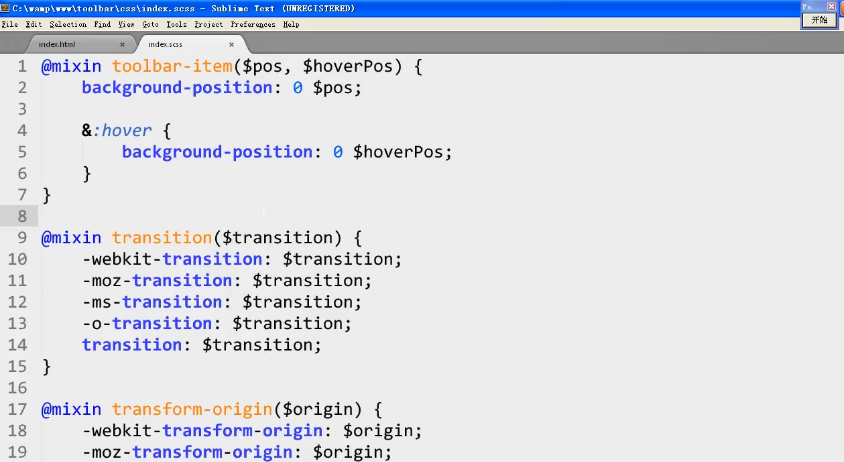 C:\wamp\www\toolbar\css\index.scss - Sublime Text (UNREGISTERED)
File Edit Selection Find View Goto Tools Project Preferences Help
开始
index.html × index.scss ×
1 @mixin toolbar-item($pos, $hoverPos) {
2 background-position: 0 $pos;
3
4 &:hover {
5 background-position: 0 $hoverPos;
6 }
7 }
8
9 @mixin transition($transition) {
10 -webkit-transition: $transition;
11 -moz-transition: $transition;
12 -ms-transition: $transition;
13 -o-transition: $transition;
14 transition: $transition;
15 }
16
17 @mixin transform-origin($origin) {
18 -webkit-transform-origin: $origin;
19 -moz-transform-origin: $origin;